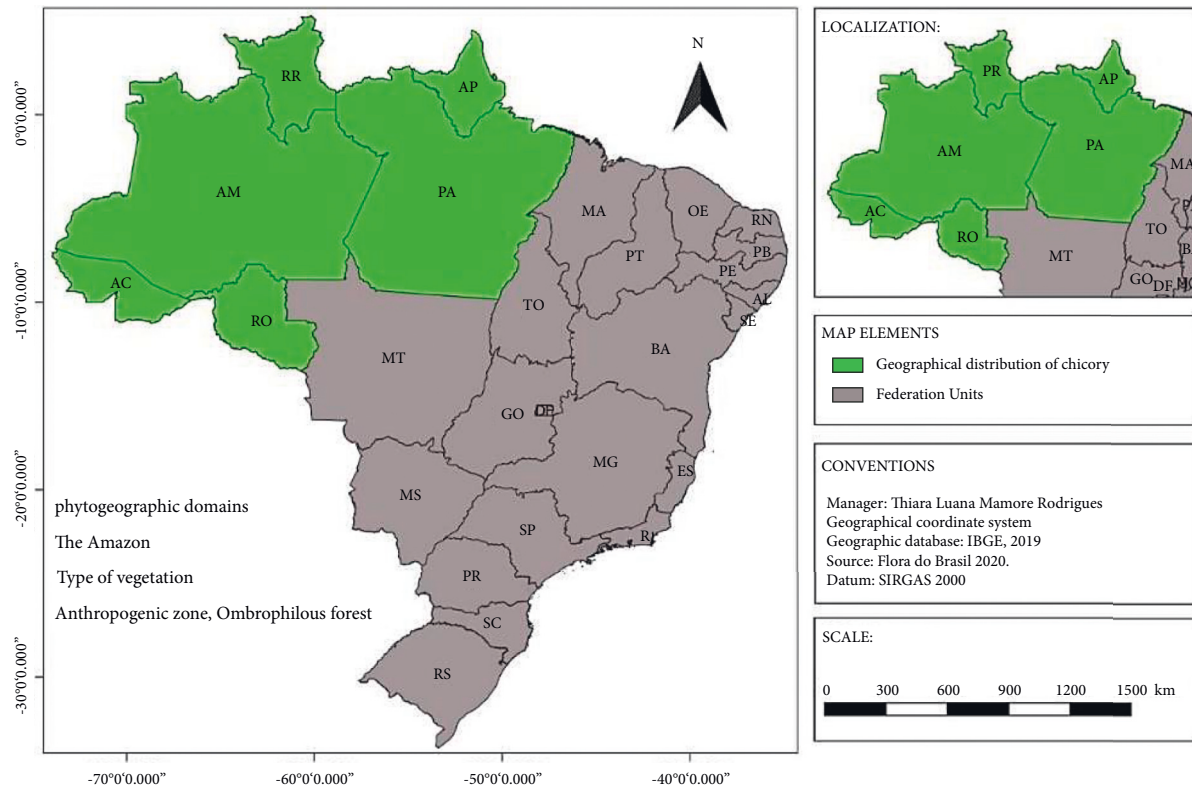 N
RR
AP
AM
PA
AC
RO
MA
OE
RN
PB
PT
PE
AL
SE
TO
BA
MT
GO
DF
MG
ES
MS
SP
RJ
PR
SC
RS
phytogeographic domains
The Amazon
Type of vegetation
Anthropogenic zone, Ombrophilous forest
0°0'0.000”
-10°0'0.000”
-20°0'0.000”
-30°0'0.000”
-70°0'0.000”
-60°0'0.000”
-50°0'0.000”
-40°0'0.000”
LOCALIZATION:
PR
AP
AM
PA
MA
AC
RO
TO
MT
GO
DF
MAP ELEMENTS
Geographical distribution of chicory
Federation Units
CONVENTIONS
Manager: Thiara Luana Mamore Rodrigues
Geographical coordinate system
Geographic database: IBGE, 2019
Source: Flora do Brasil 2020.
Datum: SIRGAS 2000
SCALE:
0 300 600 900 1200 1500 km